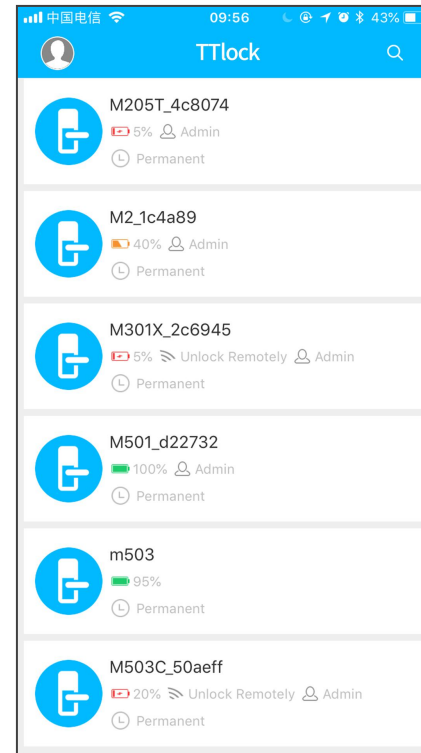 中国电信 09:56 43%
TTlock
M205T_4c8074
5% Admin
Permanent
M2_1c4a89
40% Admin
Permanent
M301X_2c6945
5% Unlock Remotely Admin
Permanent
M501_d22732
100% Admin
Permanent
m503
95%
Permanent
M503C_50aeff
20% Unlock Remotely Admin
Permanent